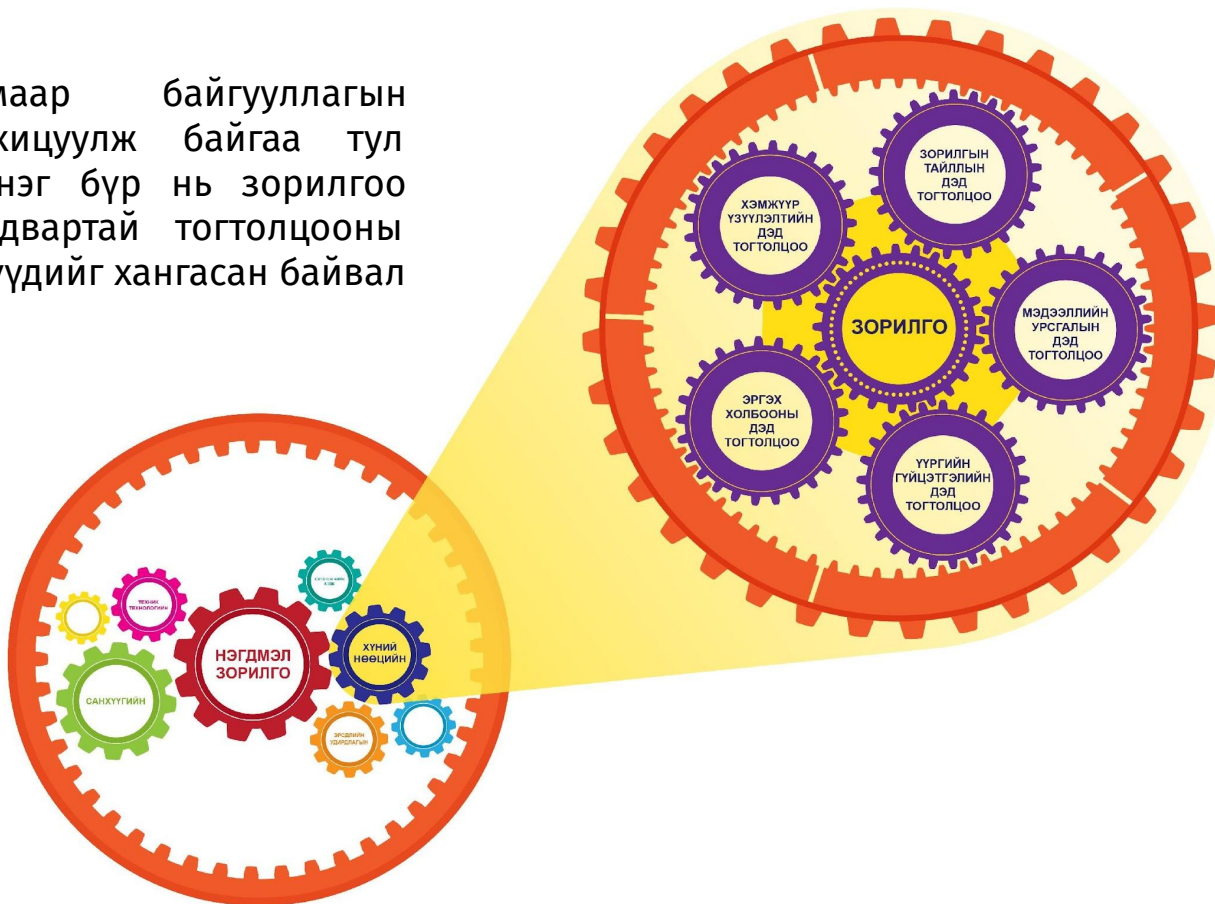 маар байгууллагын
жицуулж байгаа тул
нэг бүр нь зорилгоо
двартай тогтолцооны
үүдийг хангасан байвал
ЗОРИЛГЫН
ТАЙЛЛЫН
ДЭД
ТОГТОЛЦОО
ХЭМЖҮҮР
ҮЗҮҮЛЭЛТИЙН
ДЭД
ТОГТОЛЦОО
ЗОРИЛГО
МЭДЭЭЛЛИЙН
УРСГАЛЫН
ДЭД
ТОГТОЛЦОО
ЭРГЭХ
ХОЛБООНЫ
ДЭД
ТОГТОЛЦОО
ҮҮРГИЙН
ГҮЙЦЭТГЭЛИЙН
ДЭД
ТОГТОЛЦОО
ТЕХНИК
ТЕХНОЛОГИЙН
НЭГДМЭЛ
ЗОРИЛГО
ХҮНИЙ
НӨӨЦИЙН
САНХҮҮГИЙН
ЭРСДЛИЙН
УДИРДЛАГЫН